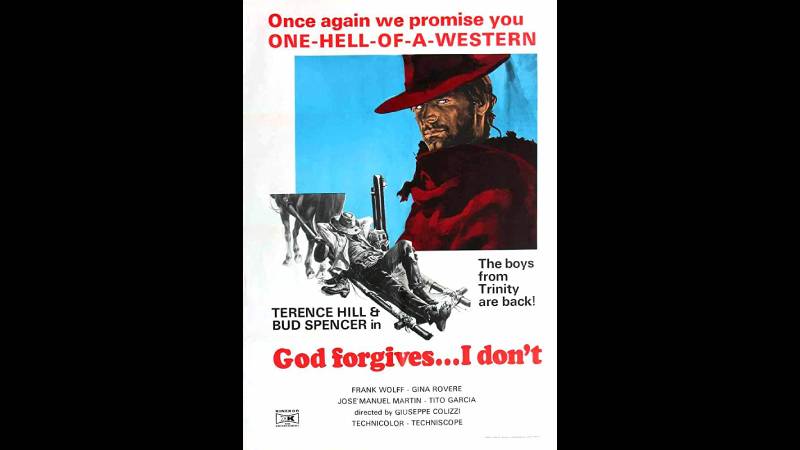 Once again we promise you
ONE-HELL-OF-A-WESTERN
The boys
from
Trinity
are back!
TERENCE HILL &
BUD SPENCER in
God forgives...I don't
FRANK WOLFF - GINA ROVERE
JOSE'MANUEL MARTIN - TITO GARCIA
directed by GIUSEPPE COLIZZI
TECHNICOLOR - TECHNISCOPE